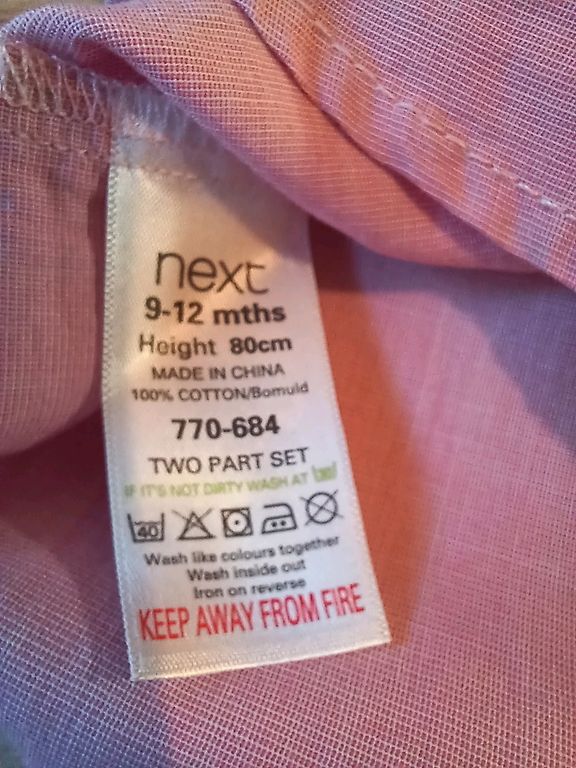 next
9-12 mths
Height 80cm
MADE IN CHINA
100% COTTON/Bomuld
770-684
TWO PART SET
IF IT'S NOT DIRTY WASH AT
40
Wash like colours together
Wash inside out
Iron on reverse
KEEP AWAY FROM FIRE